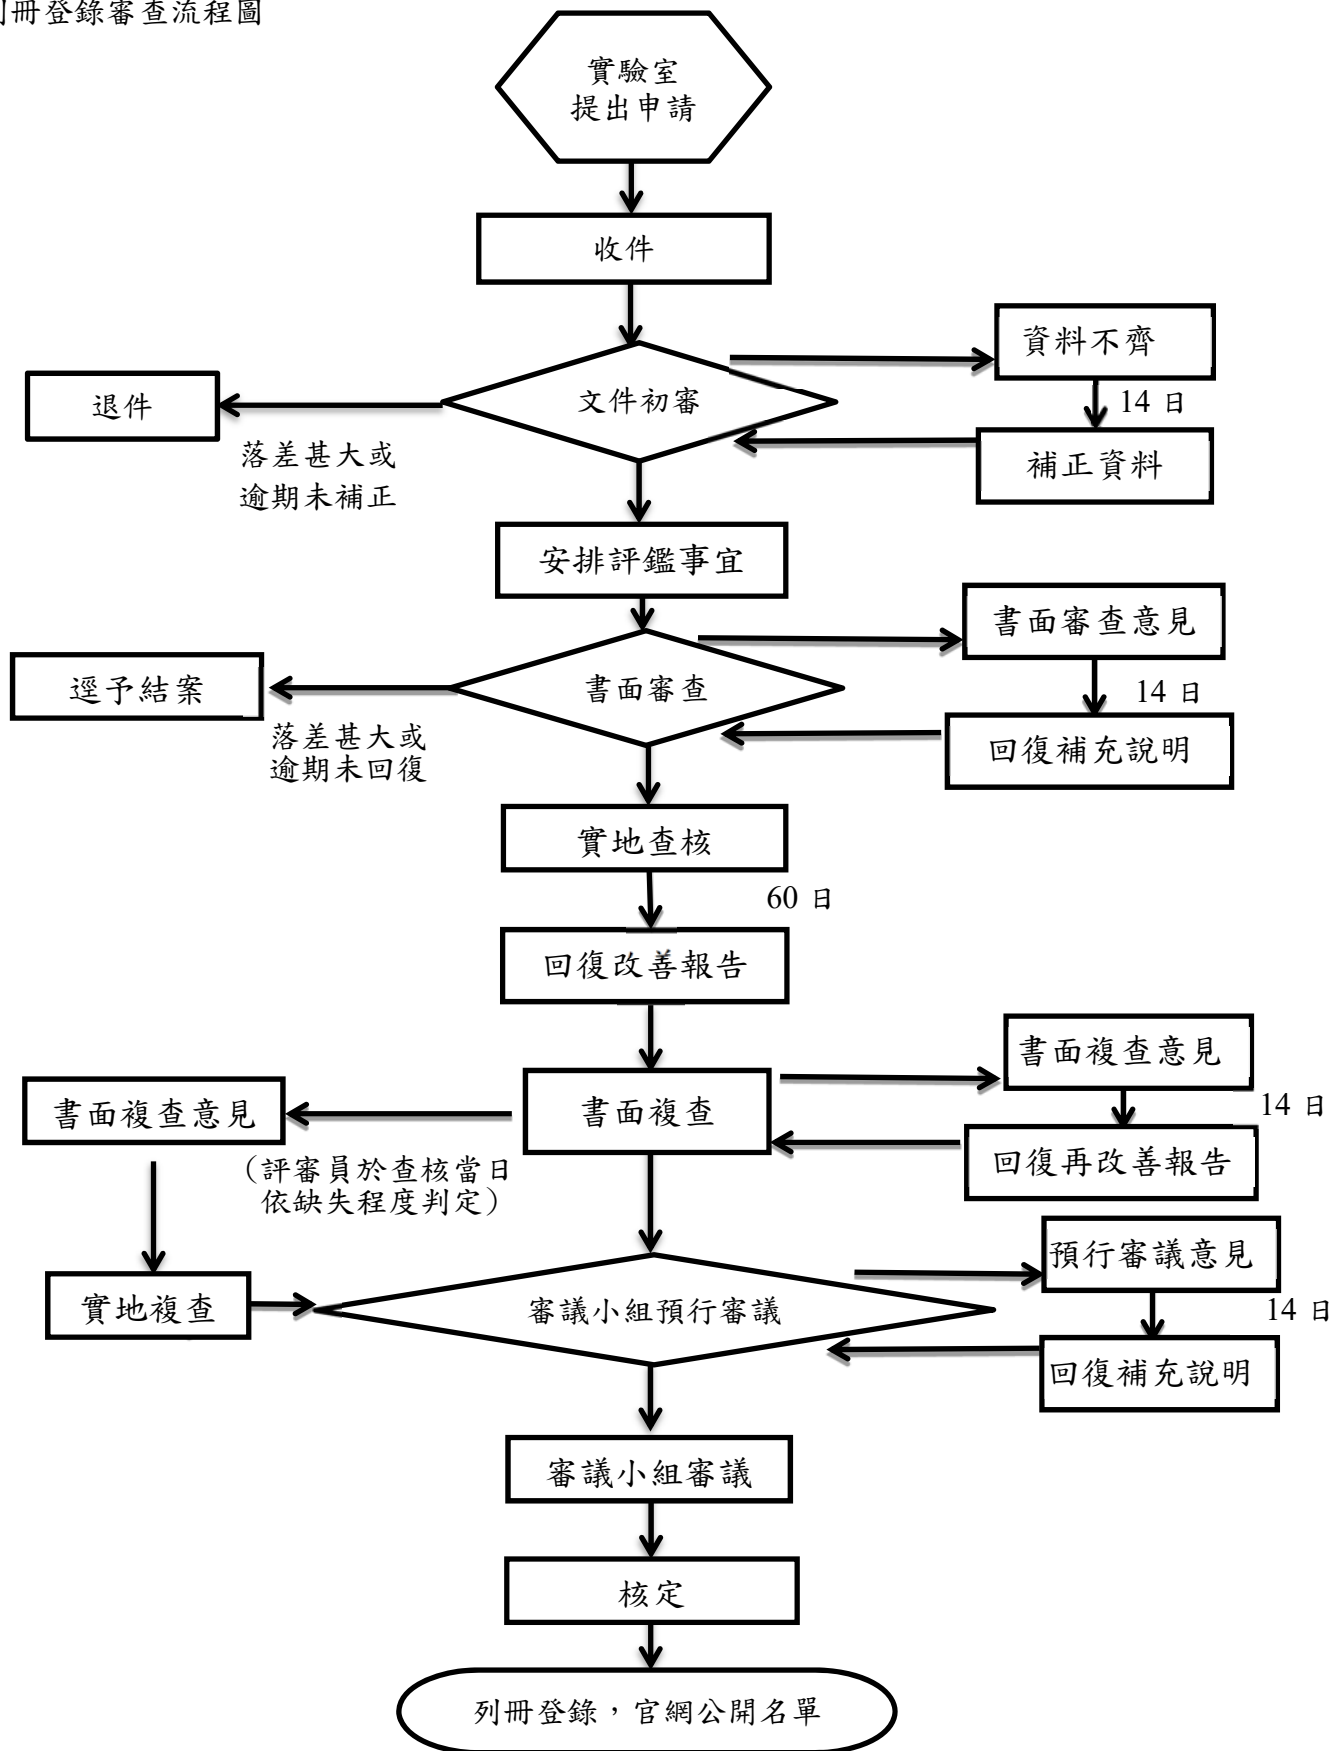 列冊登錄審查流程圖
實驗室
提出申請
收件
資料不齊
14 日
文件初審
退件
落差甚大或
逾期未補正
補正資料
安排評鑑事宜
書面審查意見
14 日
書面審查
逕予結案
落差甚大或
逾期未回復
回復補充說明
實地查核
60 日
回復改善報告
書面複查意見
14 日
書面複查
書面複查意見
(評審員於查核當日
依缺失程度判定)
回復再改善報告
預行審議意見
14 日
實地複查
審議小組預行審議
回復補充說明
審議小組審議
核定
列冊登錄，官網公開名單